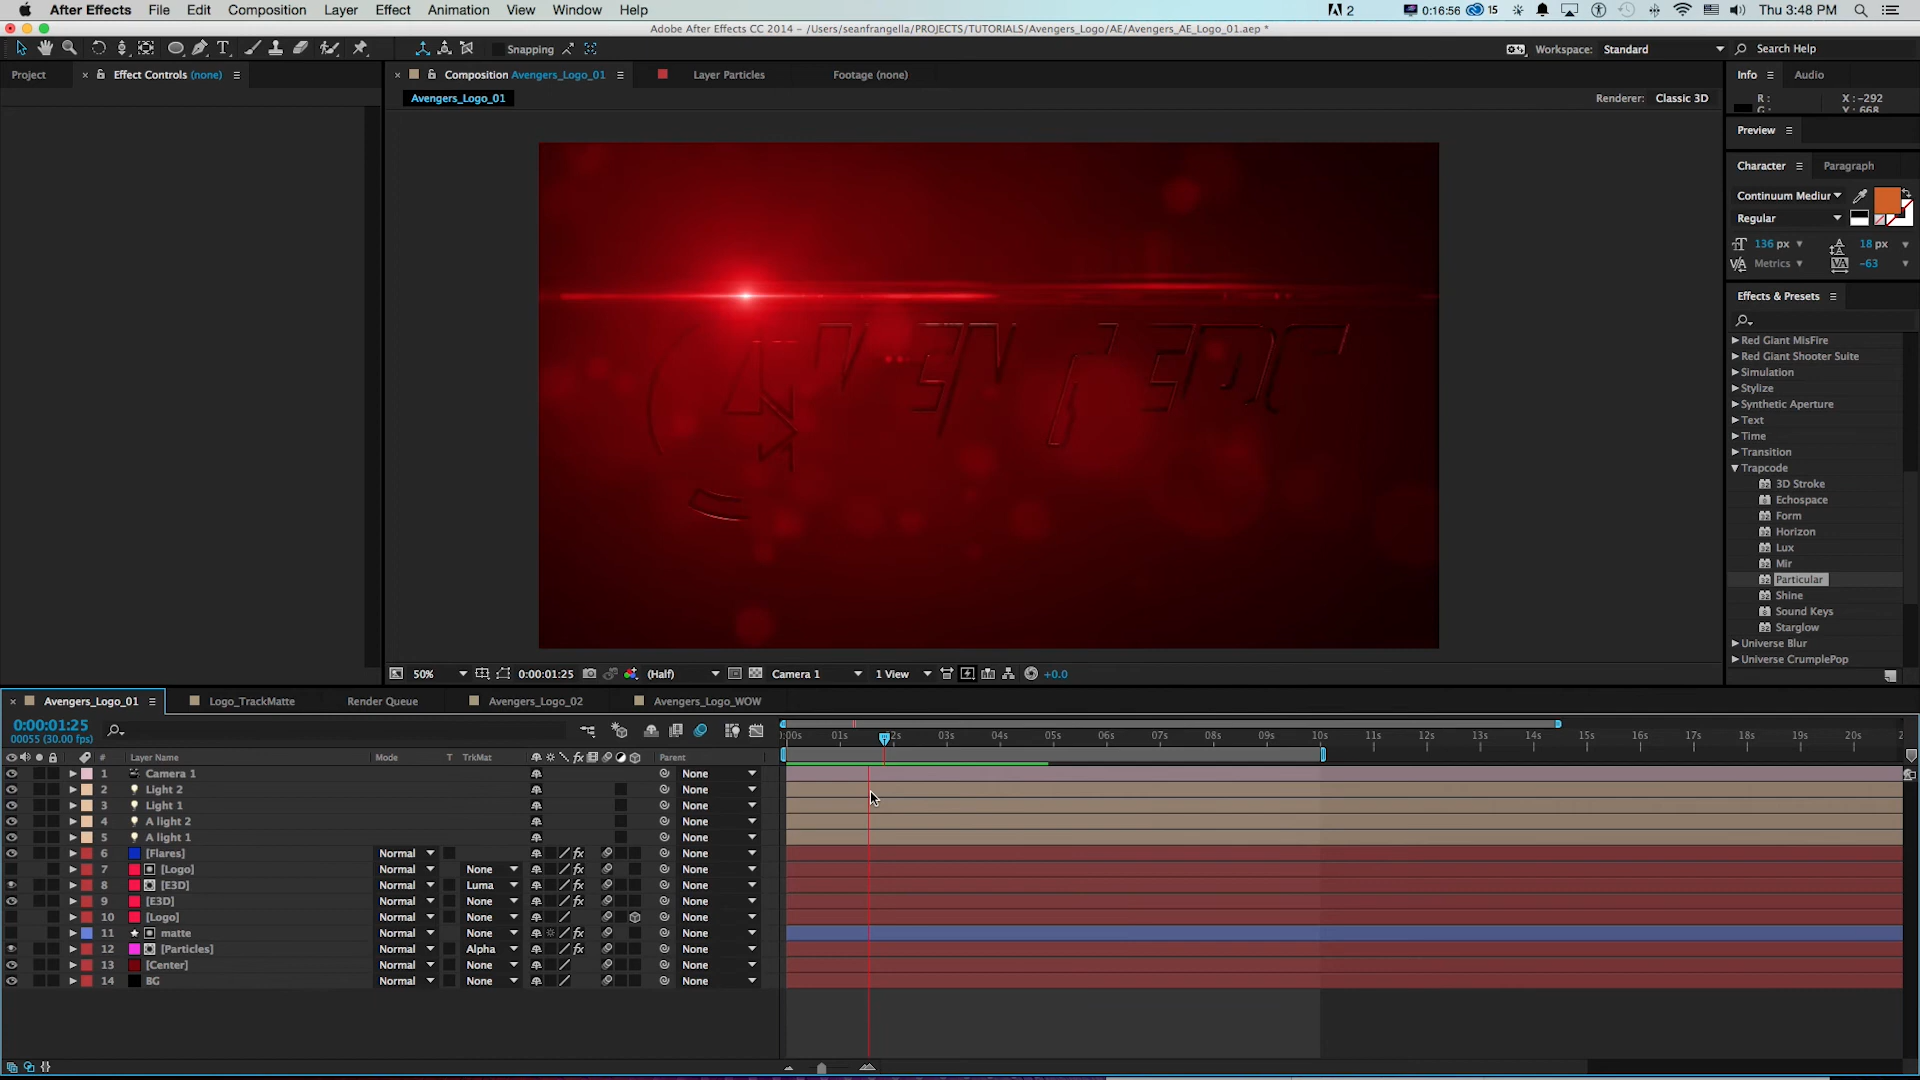 After Effects File Edit Composition Layer Effect Animation View Window Help 2 0:16:56 15 Thu 3:48 PM
Adobe After Effects CC 2014 - /Users/seanfrangella/PROJECTS/TUTORIALS/Avengers_Logo/AE/Avengers_AE_Logo_01.aep *
Snapping Workspace: Standard Search Help
Project Effect Controls (none) Composition Avengers_Logo_01 Layer Particles Footage (none) Info Audio
Avengers_Logo_01 Renderer: Classic 3D R: X: -292
G: Y: 668
Preview
Character Paragraph
Continuum Mediur
Regular
136 px 18 px
Metrics -63
Effects & Presets
Red Giant MisFire
Red Giant Shooter Suite
Simulation
Stylize
Synthetic Aperture
Text
Time
Transition
Trapcode
3D Stroke
Echospace
Form
Horizon
Lux
Mir
Particular
Shine
Sound Keys
Starglow
Universe Blur
Universe CrumplePop
50% 0:00:01:25 (Half) Camera 1 1 View +0.0
Avengers_Logo_01 Logo_TrackMatte Render Queue Avengers_Logo_02 Avengers_Logo_WOW
0:00:01:25
00055 (30.00 fps)
:00s 01s 02s 03s 04s 05s 06s 07s 08s 09s 10s 11s 12s 13s 14s 15s 16s 17s 18s 19s 20s 2
# Layer Name Mode T TrkMat Parent
1 Camera 1 None
2 Light 2 None
3 Light 1 None
4 A light 2 None
5 A light 1 None
6 [Flares] Normal None
7 [Logo] Normal None None
8 [E3D] Normal Luma None
9 [E3D] Normal None None
10 [Logo] Normal None None
11 matte Normal None None
12 [Particles] Normal Alpha None
13 [Center] Normal None None
14 BG Normal None None